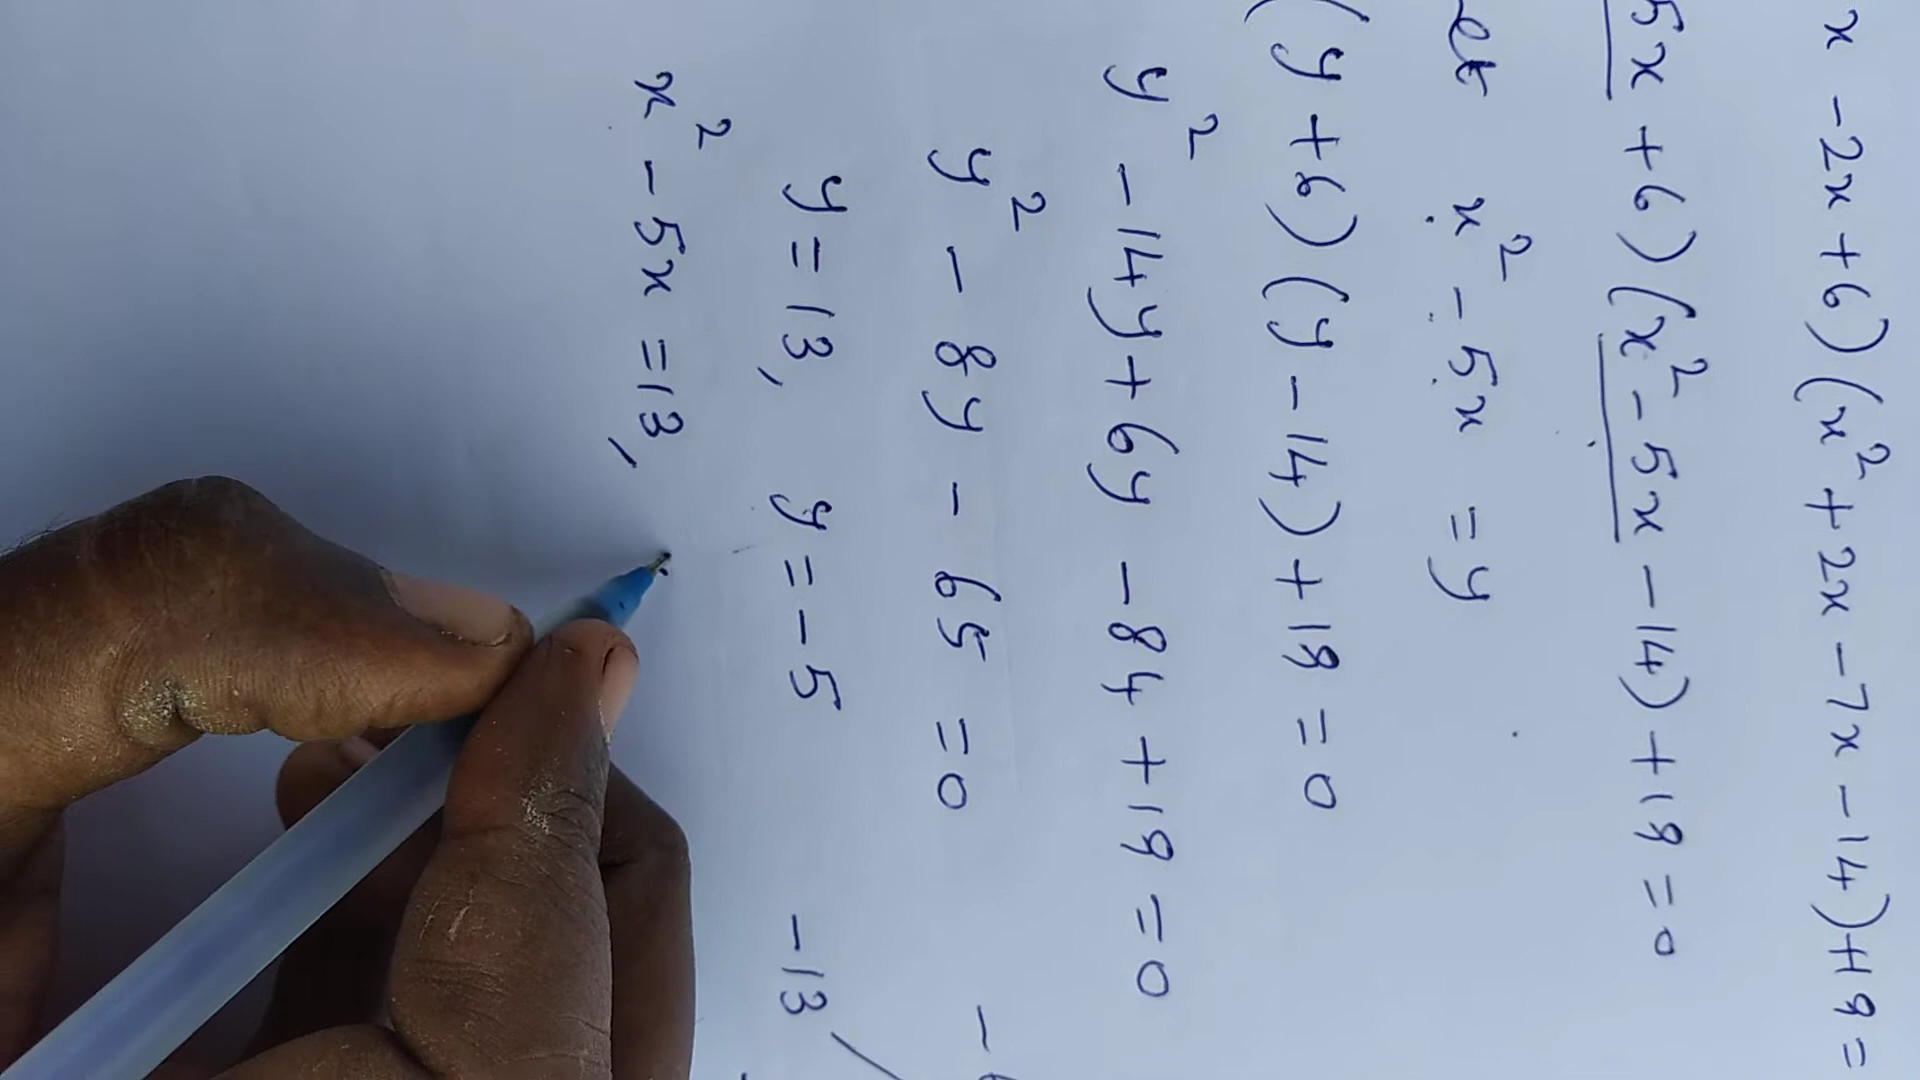 x - 2x + 6) (x² + 2x - 7x - 14) + 19 =
5x + 6) (x² - 5x - 14) + 19 = 0
let x² - 5x = y
(y + 6) (y - 14) + 19 = 0
y² - 14y + 6y - 84 + 19 = 0
y² - 8y - 65 = 0
y = 13, y = -5 -13
x² - 5x = 13,